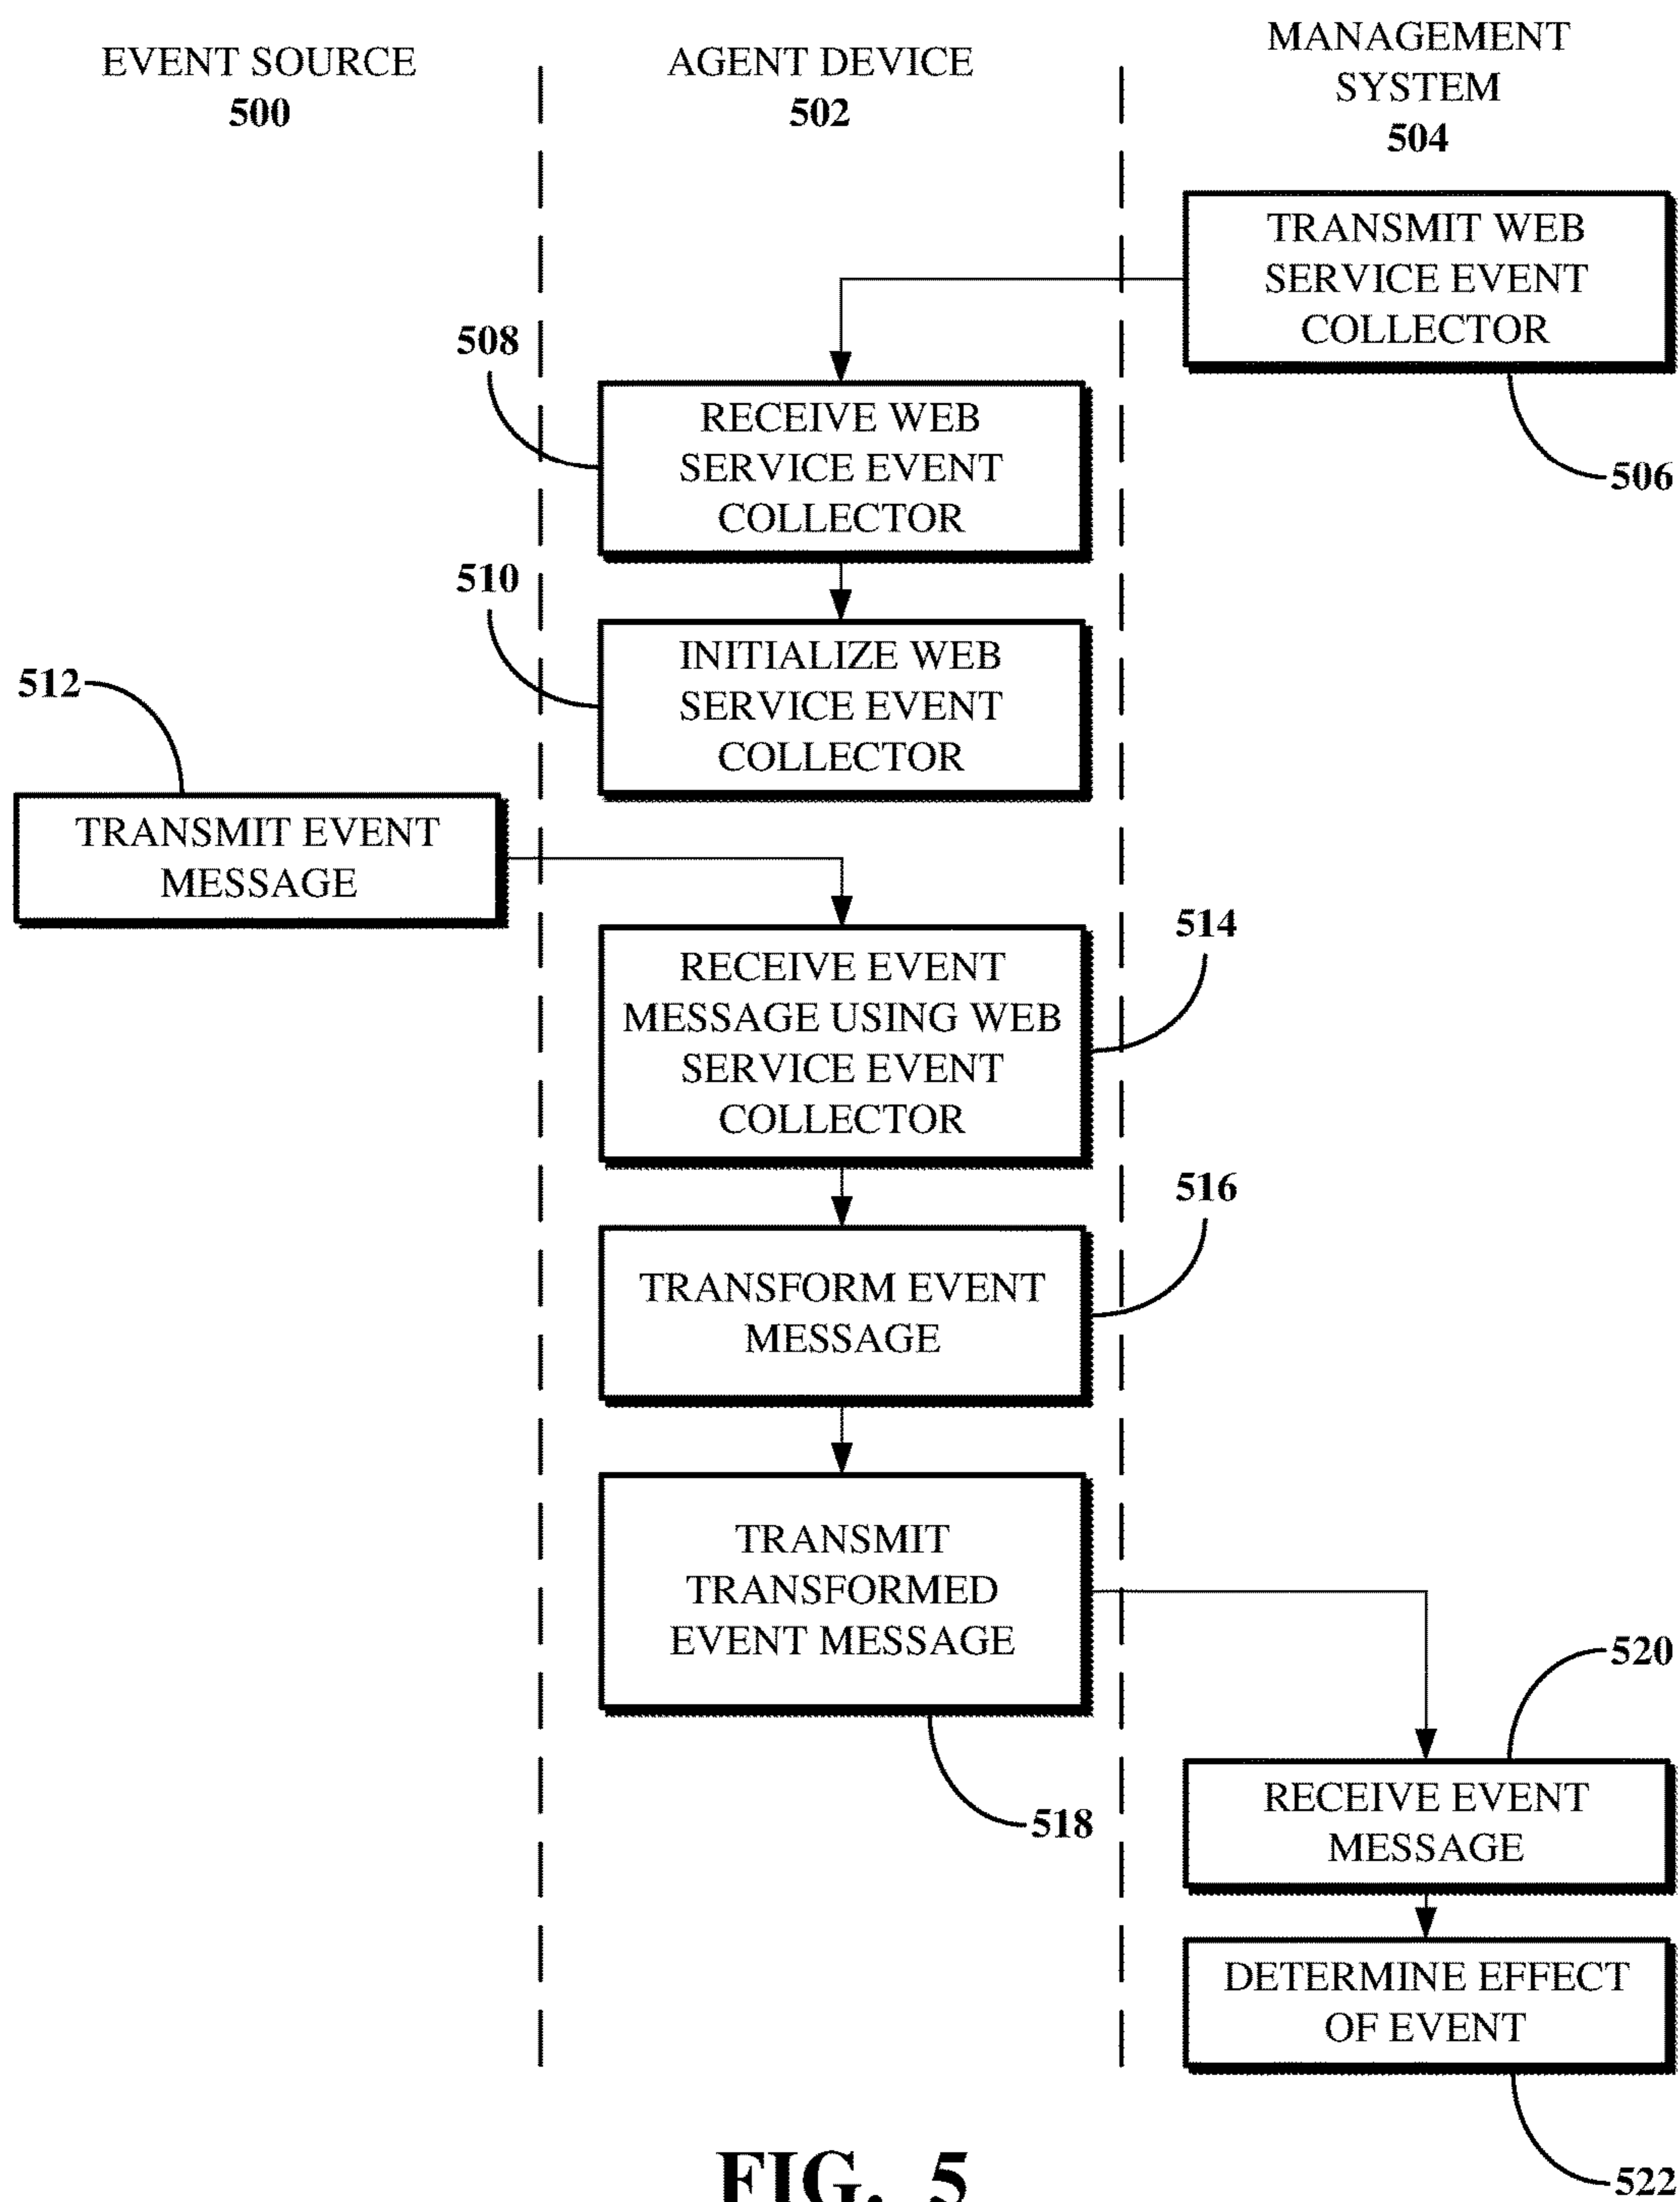 EVENT SOURCE
500
AGENT DEVICE
502
MANAGEMENT
SYSTEM
504
TRANSMIT WEB
SERVICE EVENT
COLLECTOR
506
508
RECEIVE WEB
SERVICE EVENT
COLLECTOR
510
INITIALIZE WEB
SERVICE EVENT
COLLECTOR
512
TRANSMIT EVENT
MESSAGE
514
RECEIVE EVENT
MESSAGE USING WEB
SERVICE EVENT
COLLECTOR
516
TRANSFORM EVENT
MESSAGE
TRANSMIT
TRANSFORMED
EVENT MESSAGE
518
520
RECEIVE EVENT
MESSAGE
DETERMINE EFFECT
OF EVENT
522
FIG. 5